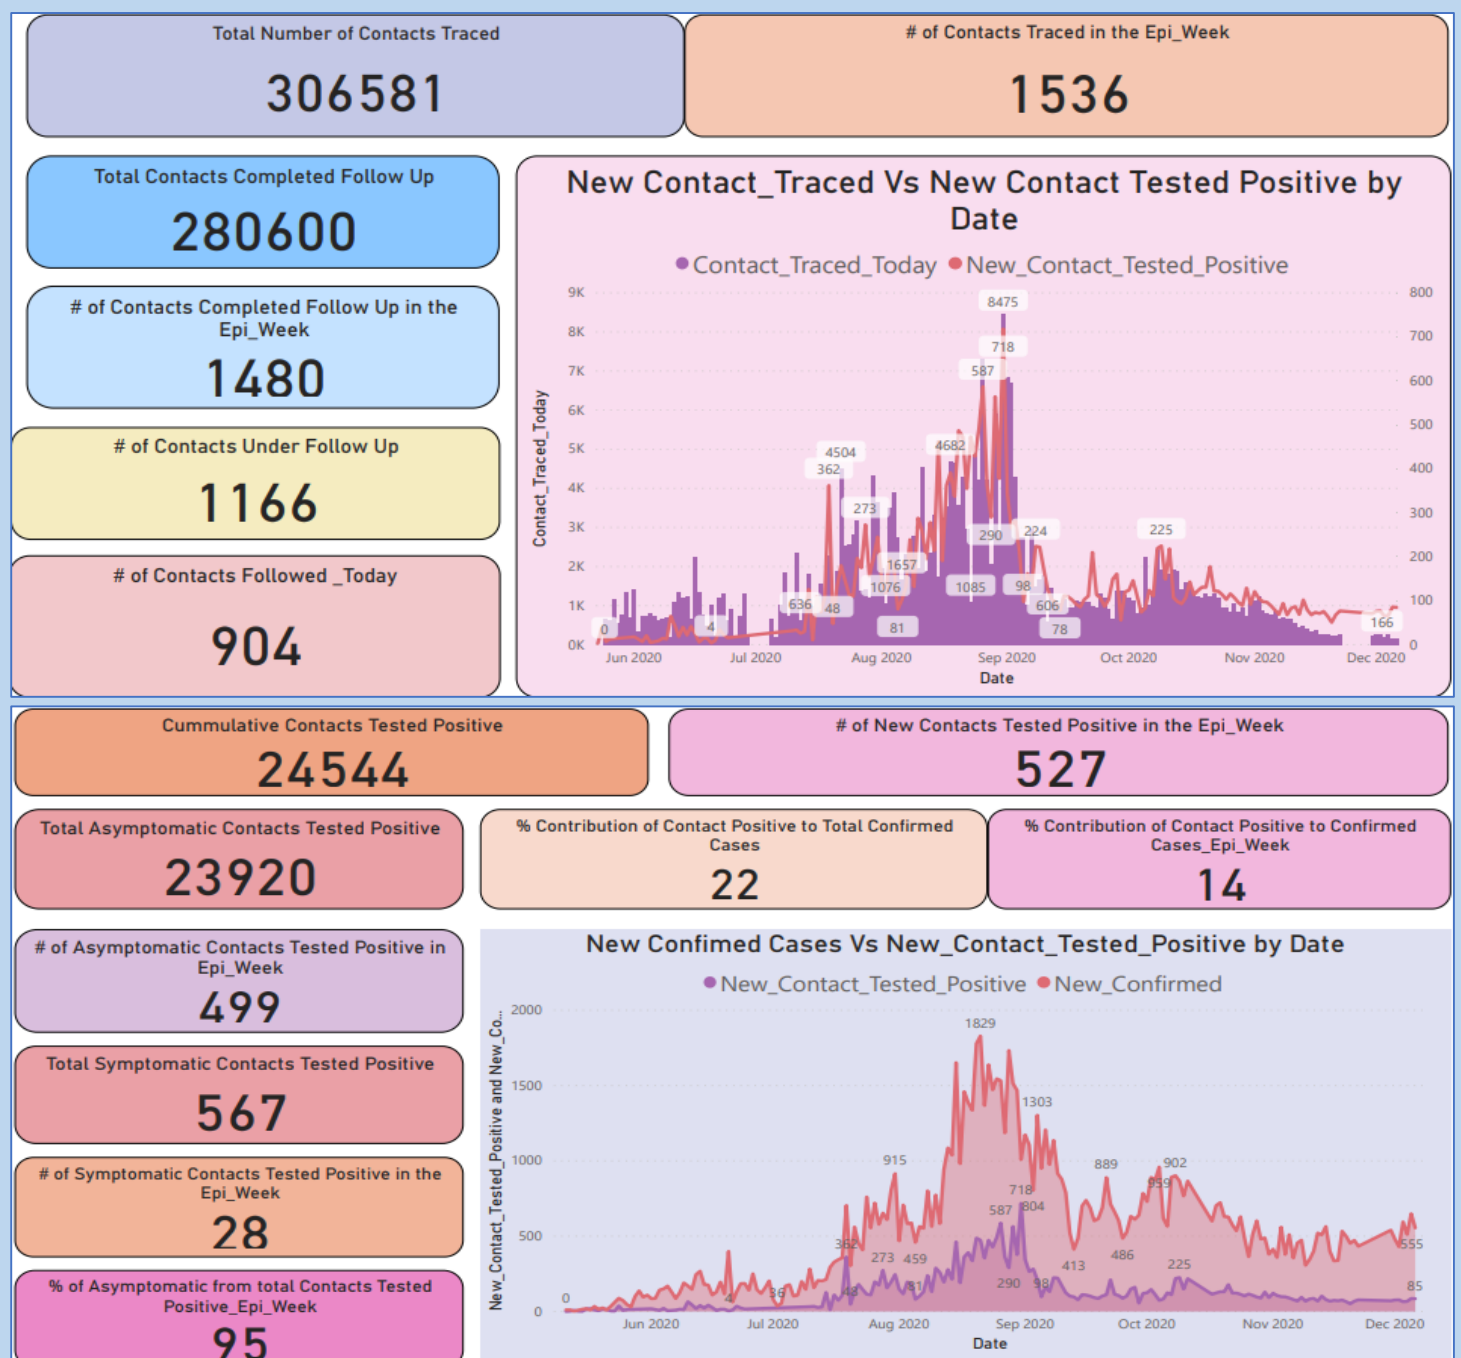 Total Number of Contacts Traced
306581
# of Contacts Traced in the Epi_Week
1536
Total Contacts Completed Follow Up
280600
# of Contacts Completed Follow Up in the
Epi_Week
1480
# of Contacts Under Follow Up
1166
# of Contacts Followed _Today
904
New Contact_Traced Vs New Contact Tested Positive by
Date
Contact_Traced_Today
New_Contact_Tested_Positive
Contact_Traced_Today
9K
8K
7K
6K
5K
4K
3K
2K
1K
0K
800
700
600
500
400
300
200
100
0
8475
718
587
4682
4504
362
273
290
224
225
1657
1076
1085
98
636
48
606
0
4
81
78
166
Jun 2020
Jul 2020
Aug 2020
Sep 2020
Oct 2020
Nov 2020
Dec 2020
Date
Cummulative Contacts Tested Positive
24544
# of New Contacts Tested Positive in the Epi_Week
527
Total Asymptomatic Contacts Tested Positive
23920
% Contribution of Contact Positive to Total Confirmed
Cases
22
% Contribution of Contact Positive to Confirmed
Cases_Epi_Week
14
# of Asymptomatic Contacts Tested Positive in
Epi_Week
499
Total Symptomatic Contacts Tested Positive
567
# of Symptomatic Contacts Tested Positive in the
Epi_Week
28
% of Asymptomatic from total Contacts Tested
Positive_Epi_Week
95
New Confimed Cases Vs New_Contact_Tested_Positive by Date
New_Contact_Tested_Positive
New_Confirmed
New_Contact_Tested_Positive and New_Co...
2000
1500
1000
500
0
1829
1303
915
889
902
959
718
587
804
362
273
459
413
486
225
555
0
4
36
48
81
290
98
85
Jun 2020
Jul 2020
Aug 2020
Sep 2020
Oct 2020
Nov 2020
Dec 2020
Date